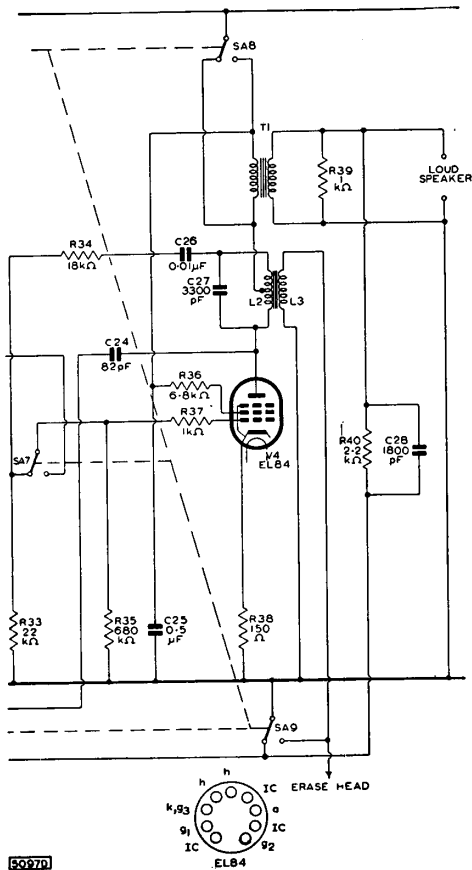 SA8
T1
R39
1
kΩ
LOUD
SPEAKER
R34
18kΩ
C26
0·01µF
C27
3300
pF
L2
L3
C24
82pF
R36
6·8kΩ
R37
1kΩ
V4
EL84
SA7
R40
2·2
kΩ
C28
1800
pF
R33
22
kΩ
R35
680
kΩ
C25
0·5
µF
R38
150
Ω
SA9
ERASE HEAD
h
h
IC
k,g3
a
g1
IC
IC
g2
EL84
50970